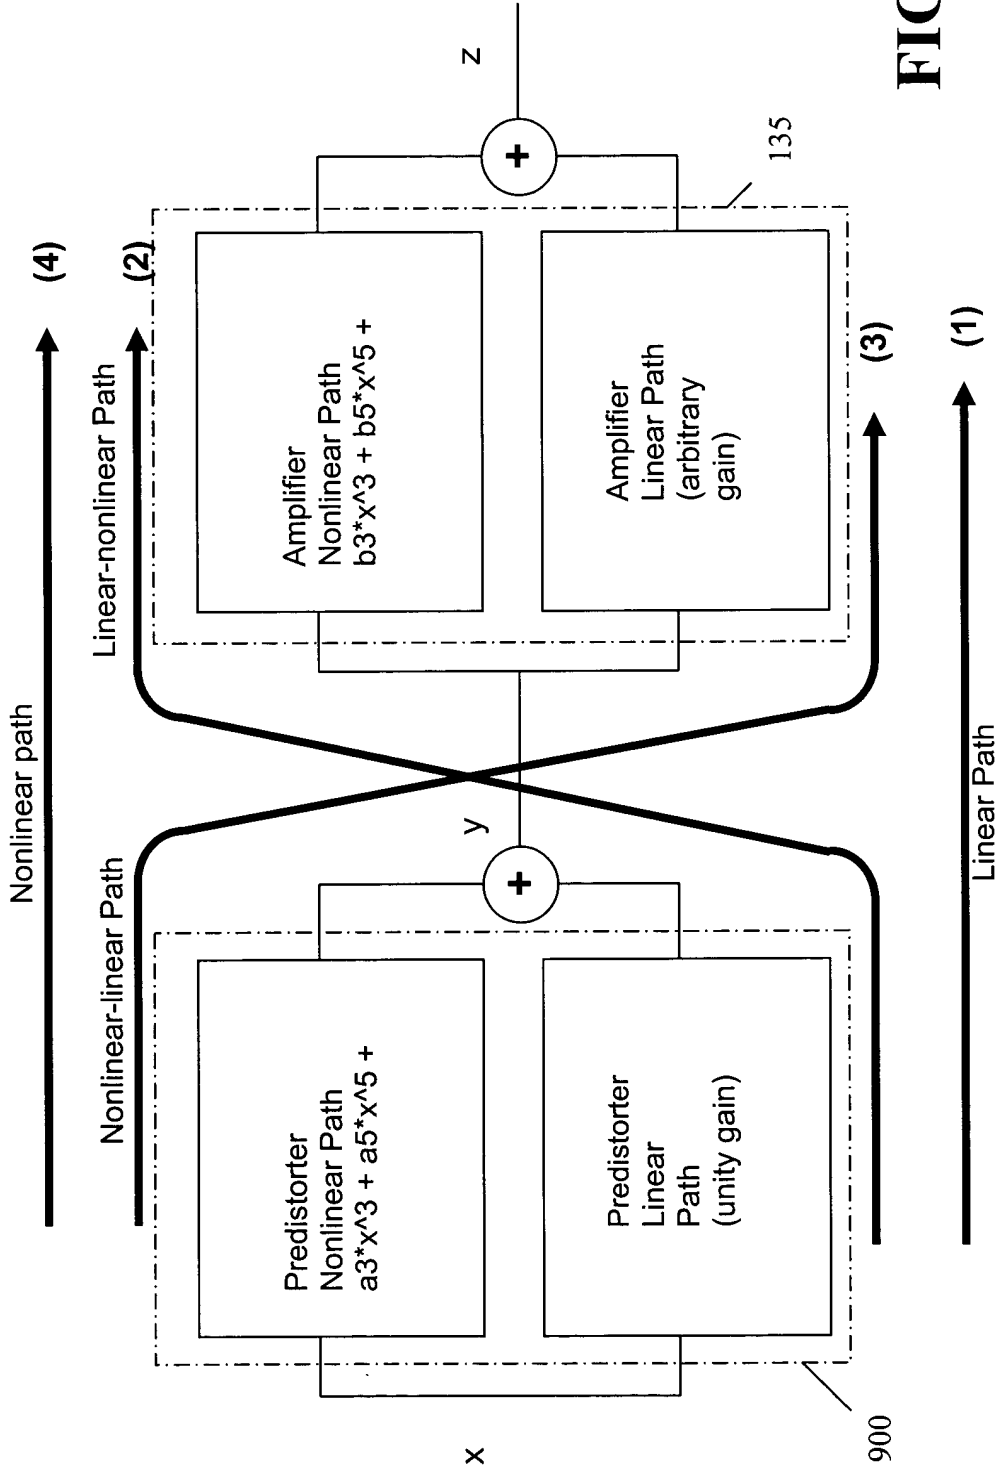 Nonlinear path
(4)
Nonlinear-linear Path
Linear-nonlinear Path
(2)
Predistorter
Nonlinear Path
a3*x^3 + a5*x^5 +
Amplifier
Nonlinear Path
b3*x^3 + b5*x^5 +
x
y
z
Predistorter
Linear
Path
(unity gain)
Amplifier
Linear Path
(arbitrary
gain)
900
135
(3)
Linear Path
(1)
FIG